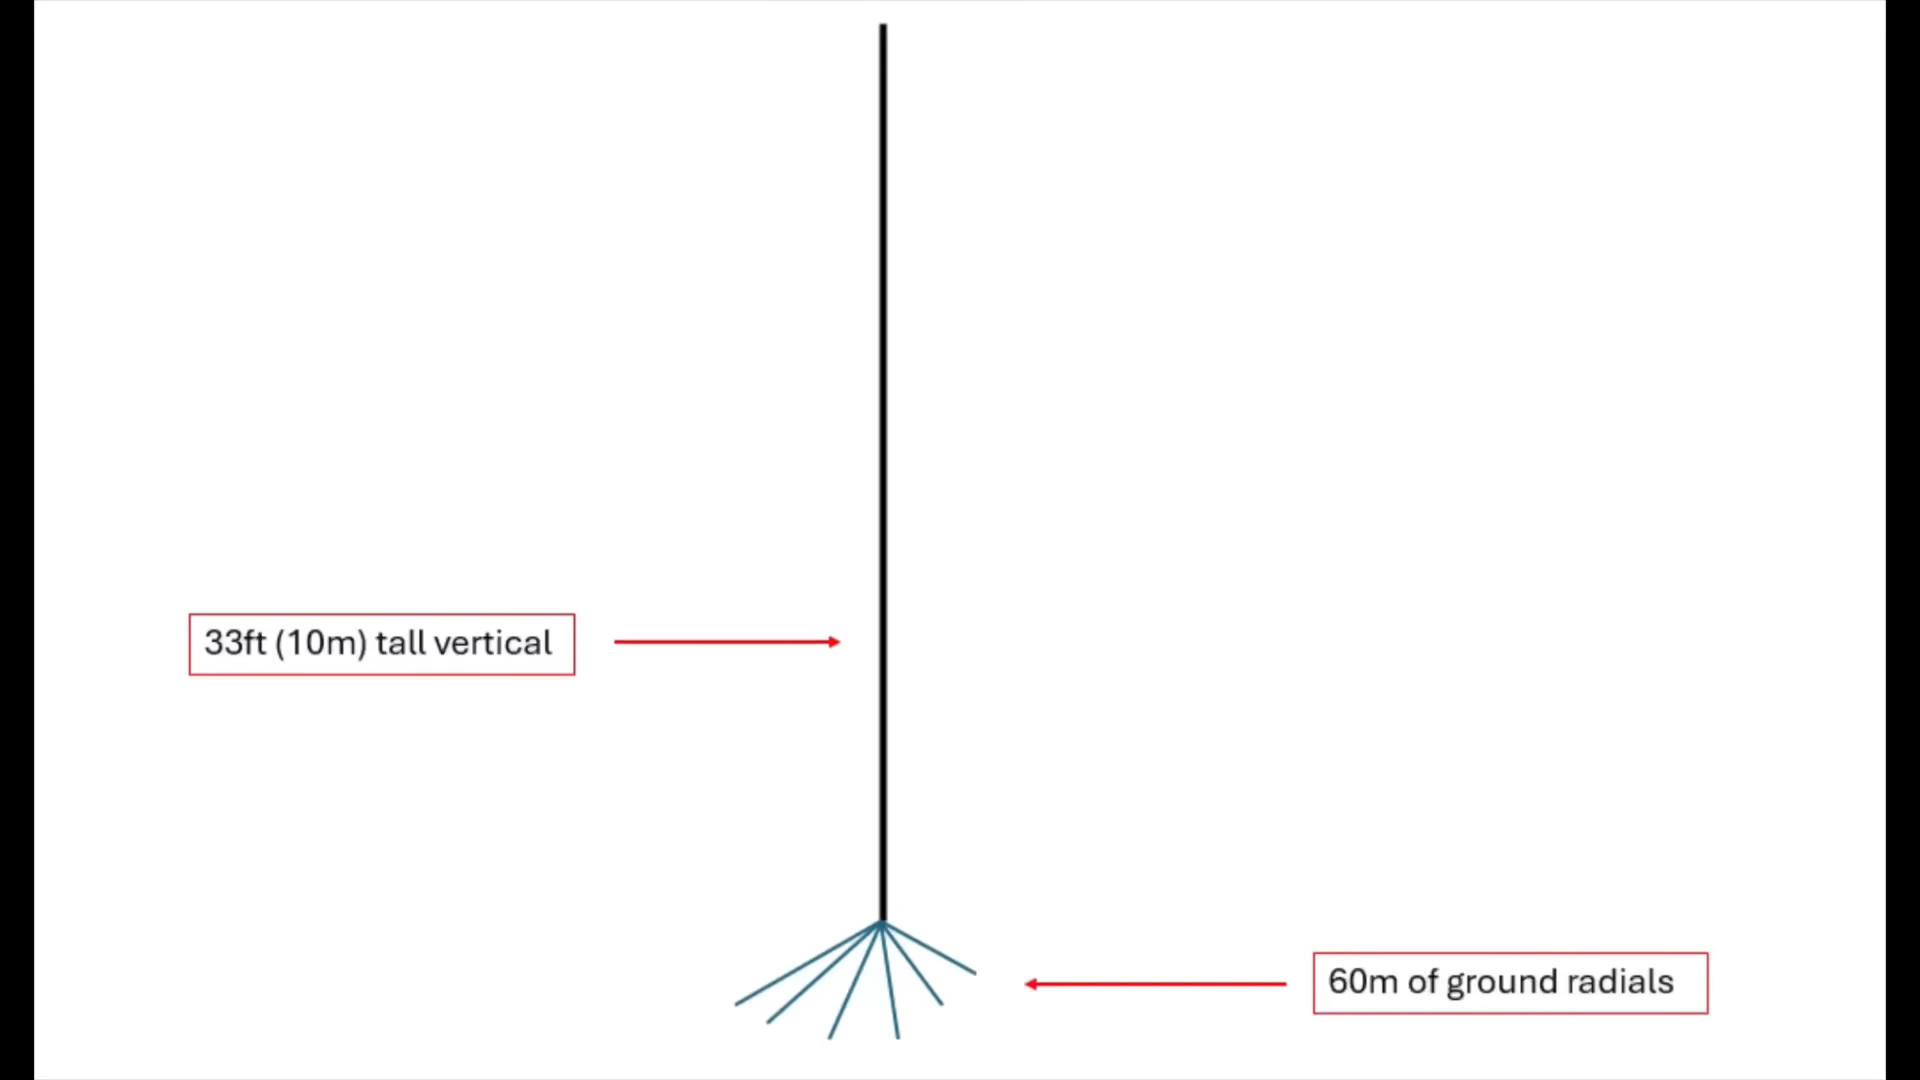 33ft (10m) tall vertical
60m of ground radials